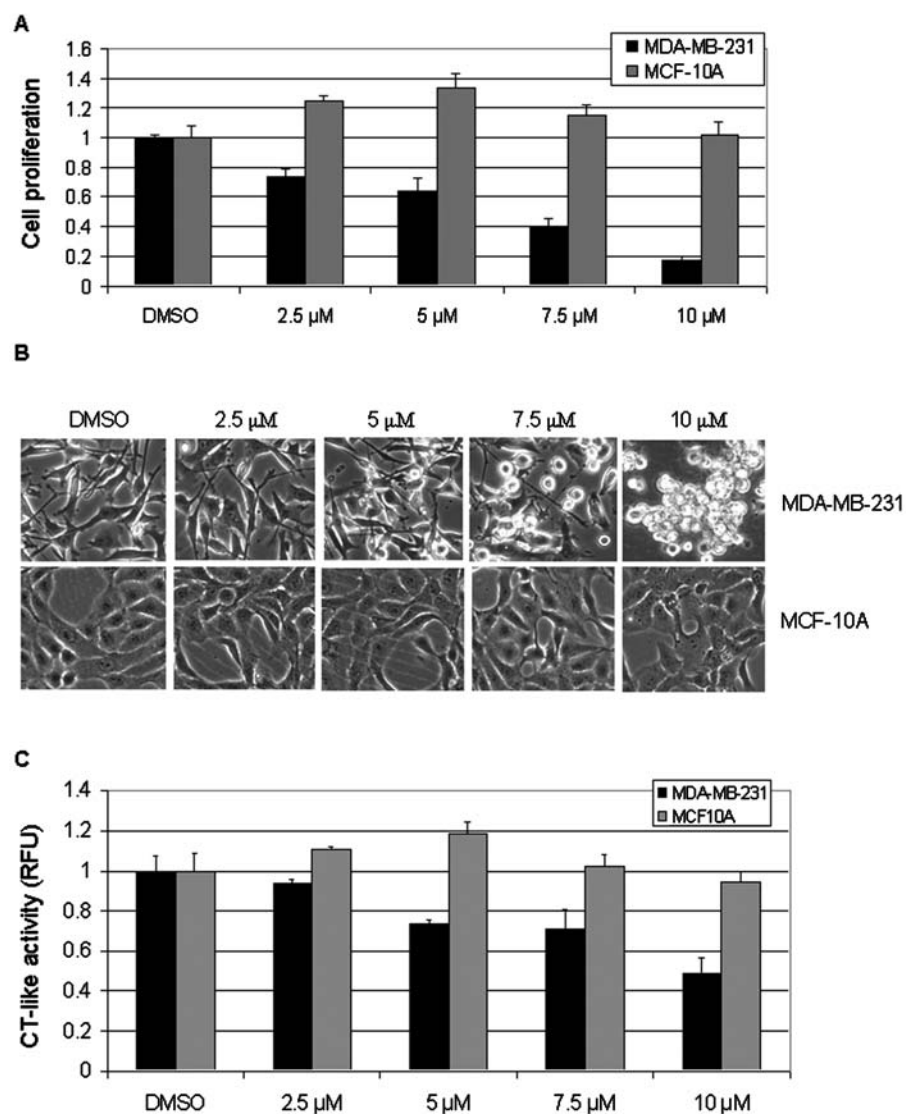 A
MDA-MB-231
MCF-10A
Cell proliferation
1.6
1.4
1.2
1
0.8
0.6
0.4
0.2
0
DMSO 2.5 µM 5 µM 7.5 µM 10 µM
B
DMSO 2.5 µM 5 µM 7.5 µM 10 µM
MDA-MB-231
MCF-10A
C
MDA-MB-231
MCF10A
CT-like activity (RFU)
1.4
1.2
1
0.8
0.6
0.4
0.2
0
DMSO 2.5 µM 5 µM 7.5 µM 10 µM